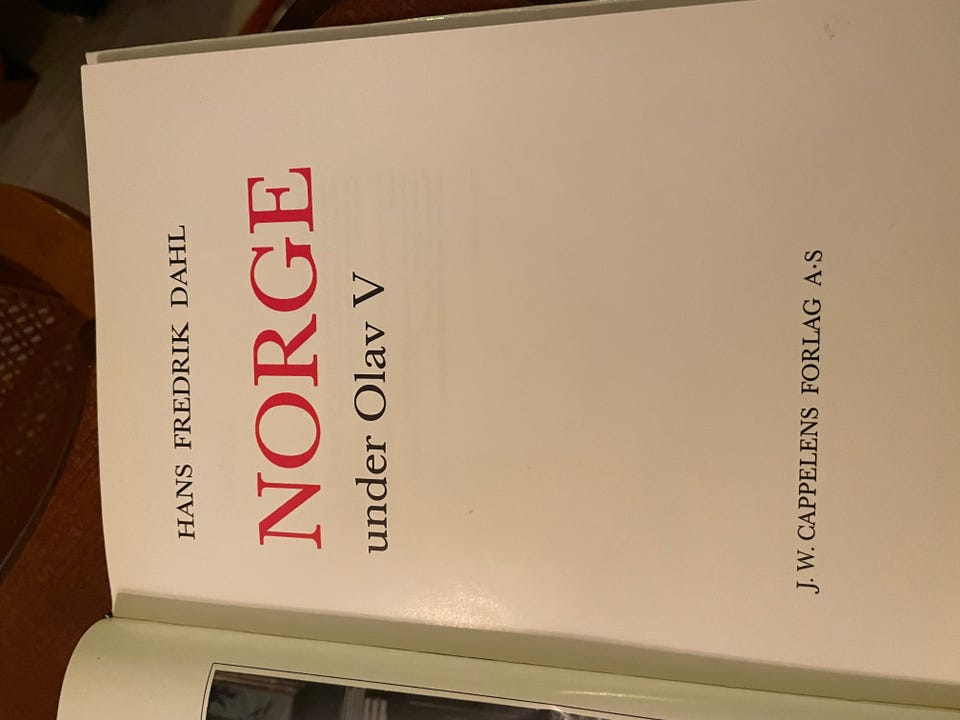 HANS FREDRIK DAHL
NORGE
under Olav V
J. W. CAPPELENS FORLAG A·S